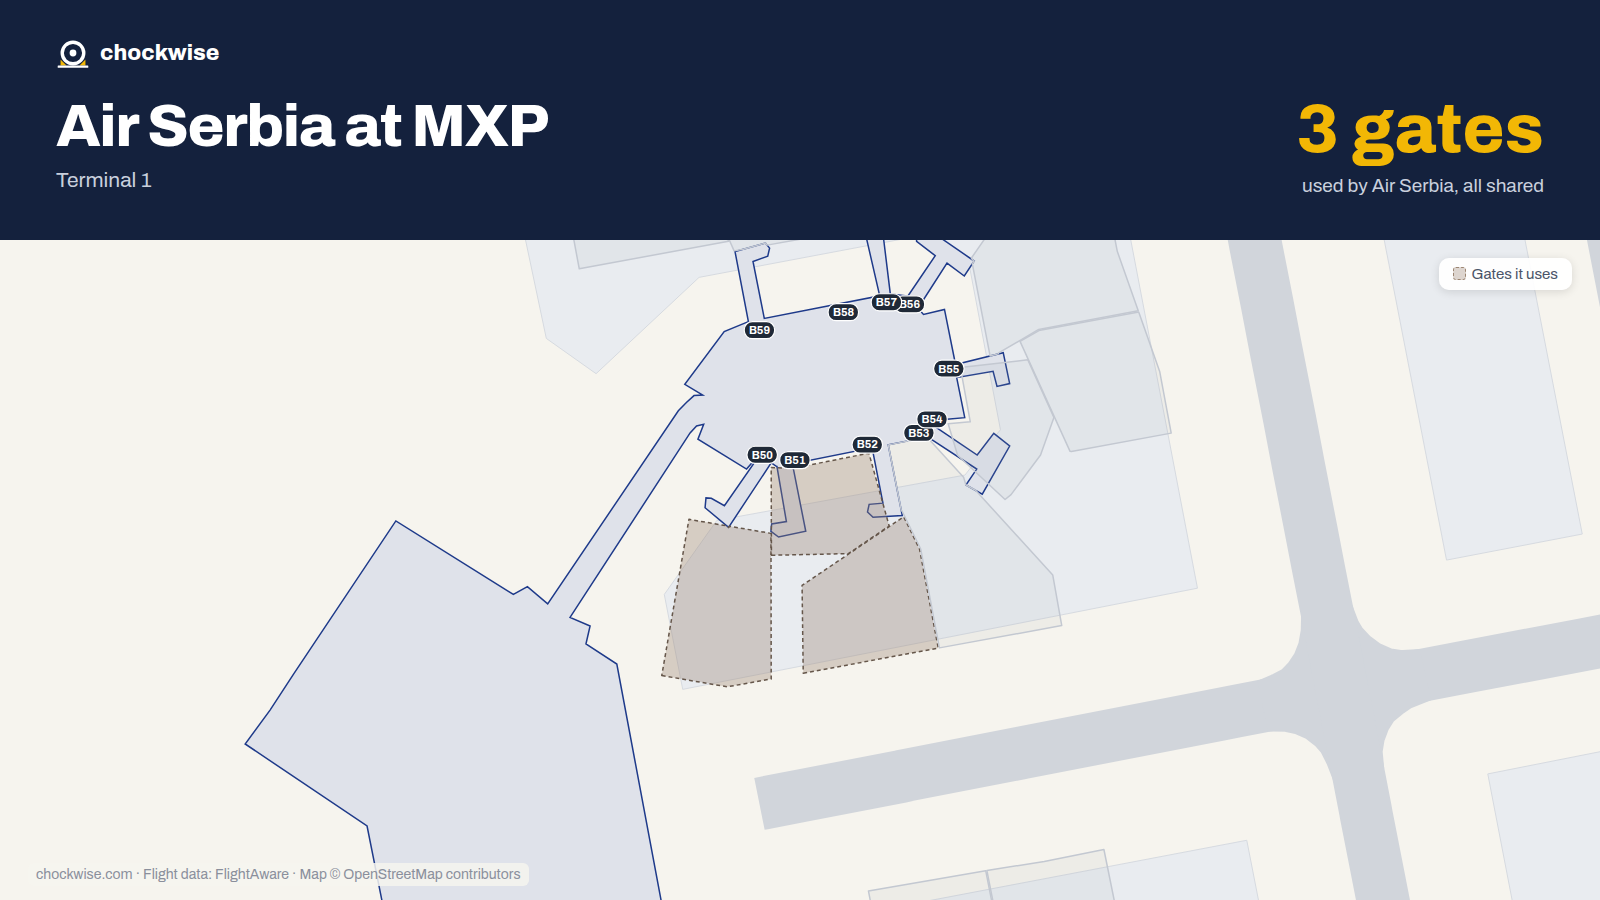 chockwise
Air Serbia at MXP
Terminal 1
3 gates
used by Air Serbia, all shared
Gates it uses
B57
B56
B58
B59
B55
B54
B53
B52
B50
B51
chockwise.com · Flight data: FlightAware · Map © OpenStreetMap contributors